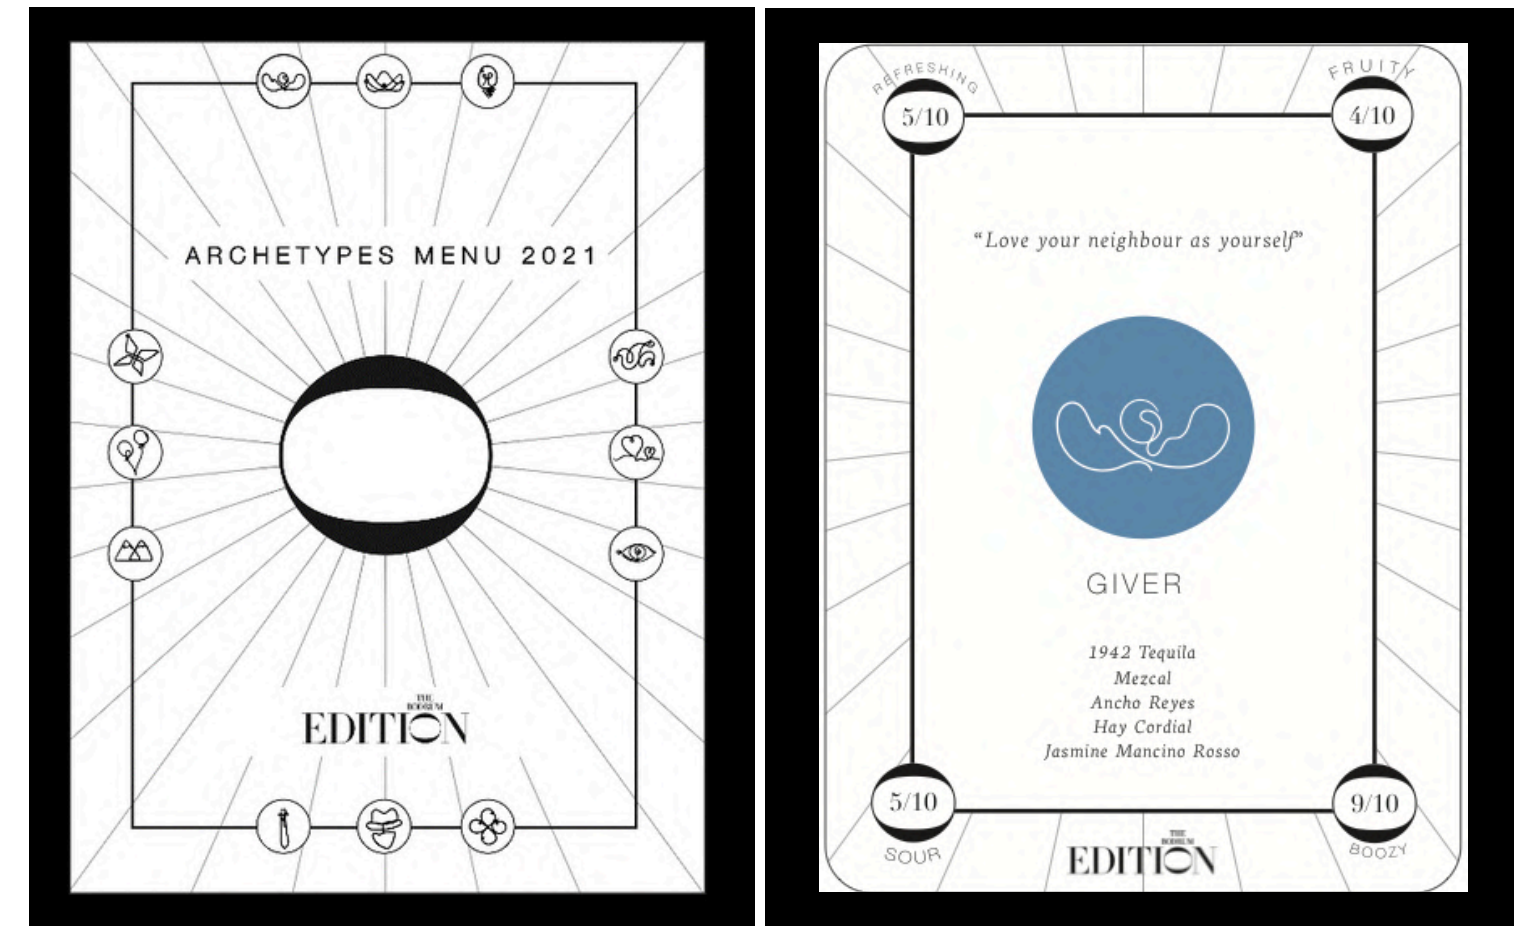 ARCHETYPES MENU 2021
THE
BODRUM
EDITION
REFRESHING
5/10
FRUITY
4/10
“Love your neighbour as yourself”
GIVER
1942 Tequila
Mezcal
Ancho Reyes
Hay Cordial
Jasmine Mancino Rosso
5/10
SOUR
9/10
BOOZY
THE
BODRUM
EDITION